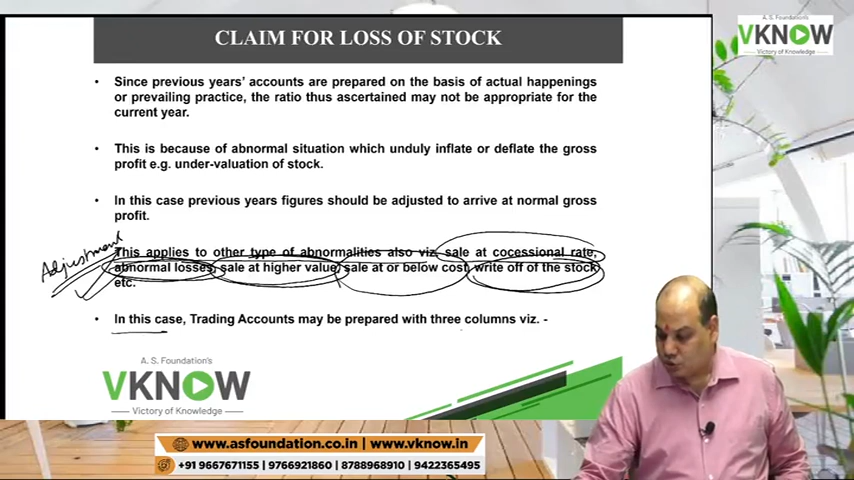 CLAIM FOR LOSS OF STOCK
A. S. Foundation's
VKNOW
Victory of Knowledge
• Since previous years' accounts are prepared on the basis of actual happenings
or prevailing practice, the ratio thus ascertained may not be appropriate for the
current year.
• This is because of abnormal situation which unduly inflate or deflate the gross
profit e.g. under-valuation of stock.
• In this case previous years figures should be adjusted to arrive at normal gross
profit.
Adjustment
• This applies to other type of abnormalities also viz. sale at cocessional rate,
abnormal losses, sale at higher value, sale at or below cost, write off of the stock
etc.
• In this case, Trading Accounts may be prepared with three columns viz. -
A. S. Foundation's
VKNOW
Victory of Knowledge
www.asfoundation.co.in | www.vknow.in
+91 9667671155 | 9766921860 | 8788968910 | 9422365495